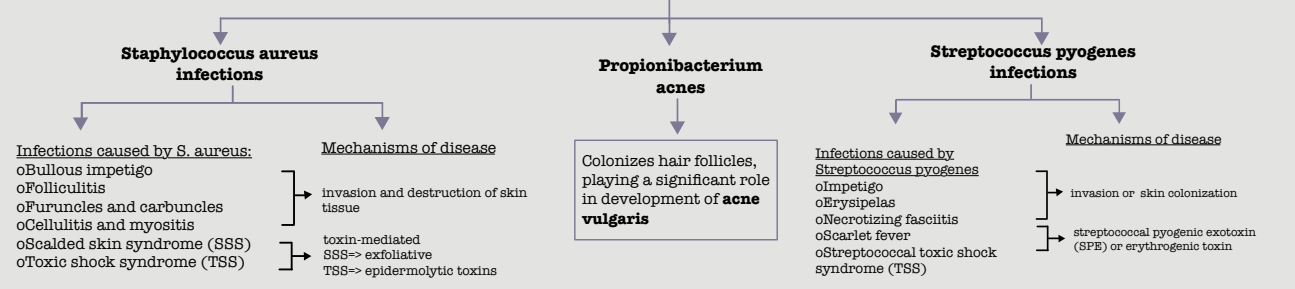 Staphylococcus aureus
infections
Infections caused by S. aureus:
oBullous impetigo
oFolliculitis
oFuruncles and carbuncles
oCellulitis and myositis
oScalded skin syndrome (SSS)
oToxic shock syndrome (TSS)
Mechanisms of disease
invasion and destruction of skin
tissue
toxin-mediated
SSS=> exfoliative
TSS=> epidermolytic toxins
Propionibacterium
acnes
Colonizes hair follicles,
playing a significant role
in development of acne
vulgaris
Streptococcus pyogenes
infections
Infections caused by
Streptococcus pyogenes
oImpetigo
oErysipelas
oNecrotizing fasciitis
oScarlet fever
oStreptococcal toxic shock
syndrome (TSS)
Mechanisms of disease
invasion or skin colonization
streptococcal pyogenic exotoxin
(SPE) or erythrogenic toxin